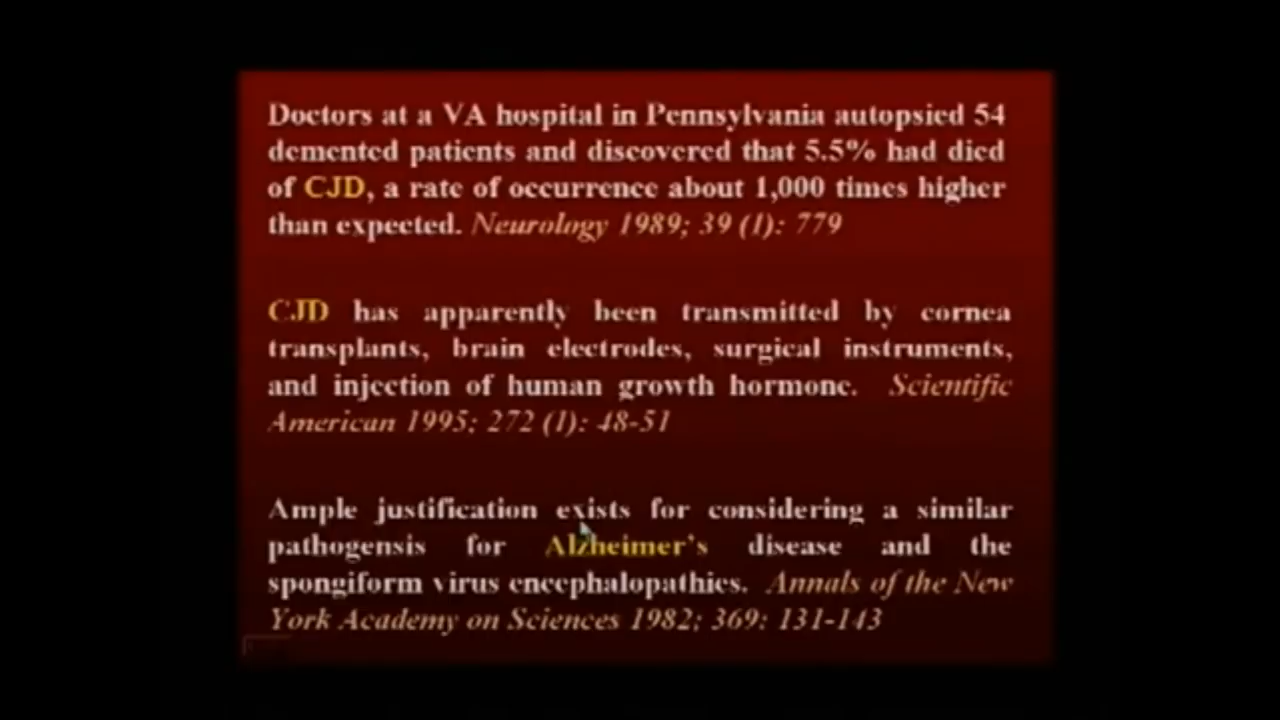 Doctors at a VA hospital in Pennsylvania autopsied 54
demented patients and discovered that 5.5% had died
of CJD, a rate of occurrence about 1,000 times higher
than expected. Neurology 1989; 39 (1): 779
CJD has apparently been transmitted by cornea
transplants, brain electrodes, surgical instruments,
and injection of human growth hormone. Scientific
American 1995; 272 (1): 48-51
Ample justification exists for considering a similar
pathogensis for Alzheimer's disease and the
spongiform virus encephalopathies. Annals of the New
York Academy on Sciences 1982; 369: 131-143